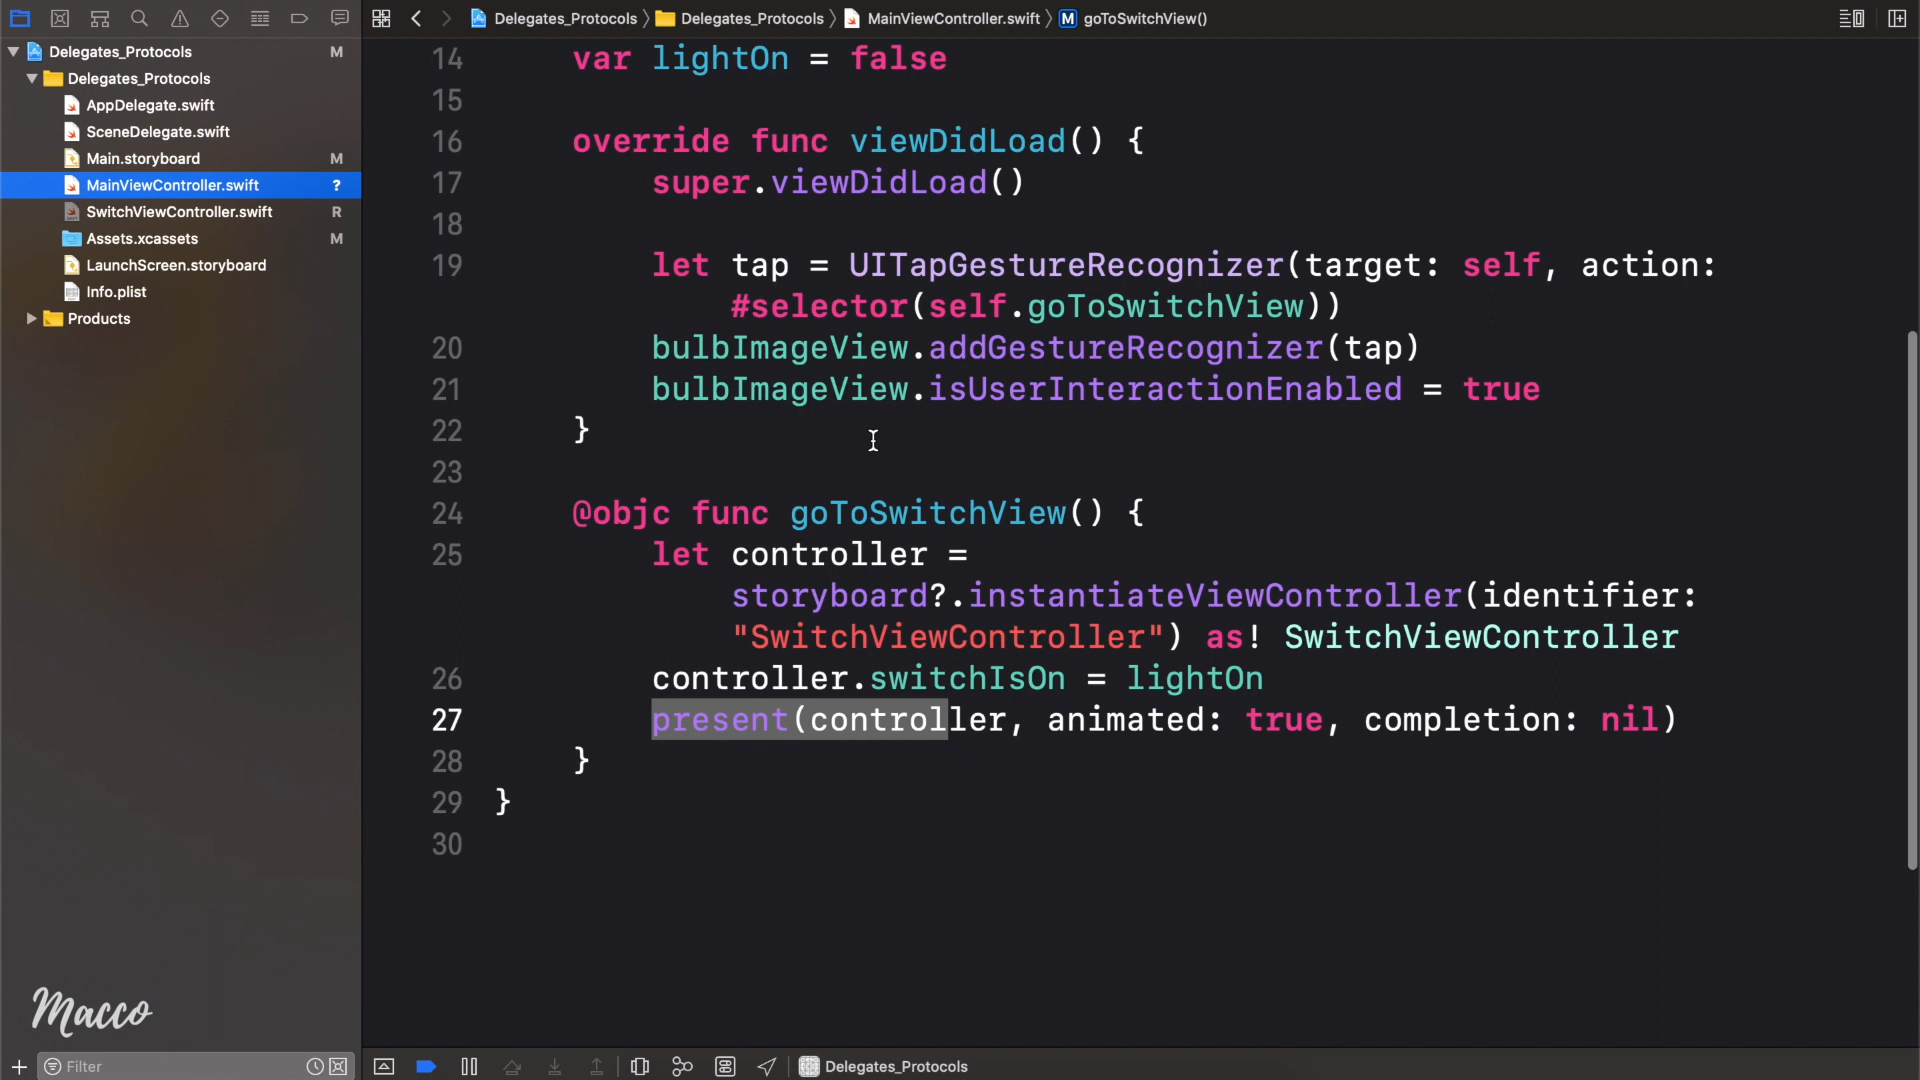 Delegates_Protocols 〉 Delegates_Protocols 〉 MainViewController.swift 〉 M goToSwitchView()
Delegates_Protocols M
Delegates_Protocols
AppDelegate.swift
SceneDelegate.swift
Main.storyboard M
MainViewController.swift ?
SwitchViewController.swift R
Assets.xcassets M
LaunchScreen.storyboard
Info.plist
Products
14 var lightOn = false
15
16 override func viewDidLoad() {
17 super.viewDidLoad()
18
19 let tap = UITapGestureRecognizer(target: self, action:
#selector(self.goToSwitchView))
20 bulbImageView.addGestureRecognizer(tap)
21 bulbImageView.isUserInteractionEnabled = true
22 }
23
24 @objc func goToSwitchView() {
25 let controller =
storyboard?.instantiateViewController(identifier:
"SwitchViewController") as! SwitchViewController
26 controller.switchIsOn = lightOn
27 present(controller, animated: true, completion: nil)
28 }
29 }
30
Macco
Filter
Delegates_Protocols